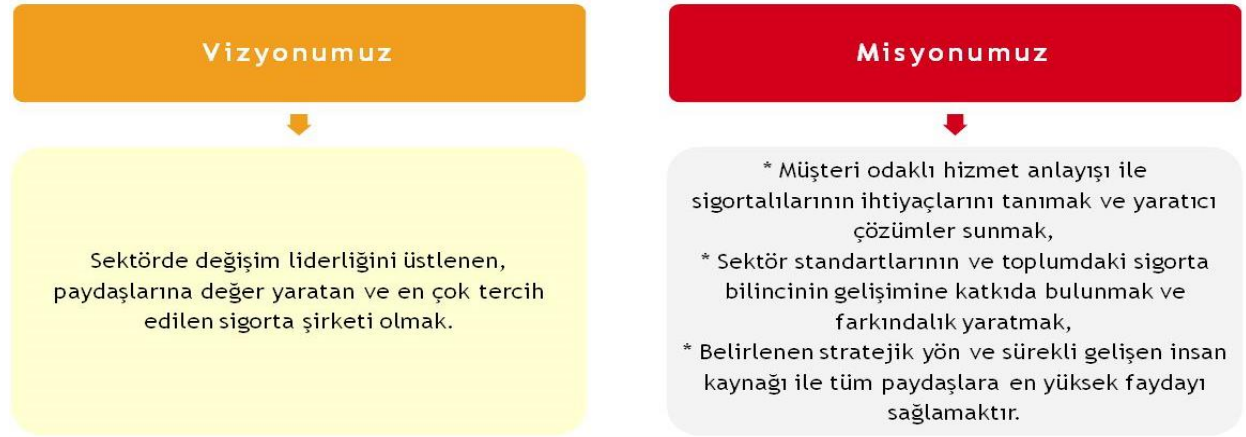 Vizyonumuz
Sektörde değişim liderliğini üstlenen,
paydaşlarına değer yaratan ve en çok tercih
edilen sigorta şirketi olmak.
Misyonumuz
* Müşteri odaklı hizmet anlayışı ile
sigortalılarının ihtiyaçlarını tanımak ve yaratıcı
çözümler sunmak,
* Sektör standartlarının ve toplumdaki sigorta
bilincinin gelişimine katkıda bulunmak ve
farkındalık yaratmak,
* Belirlenen stratejik yön ve sürekli gelişen insan
kaynağı ile tüm paydaşlara en yüksek faydayı
sağlamaktır.